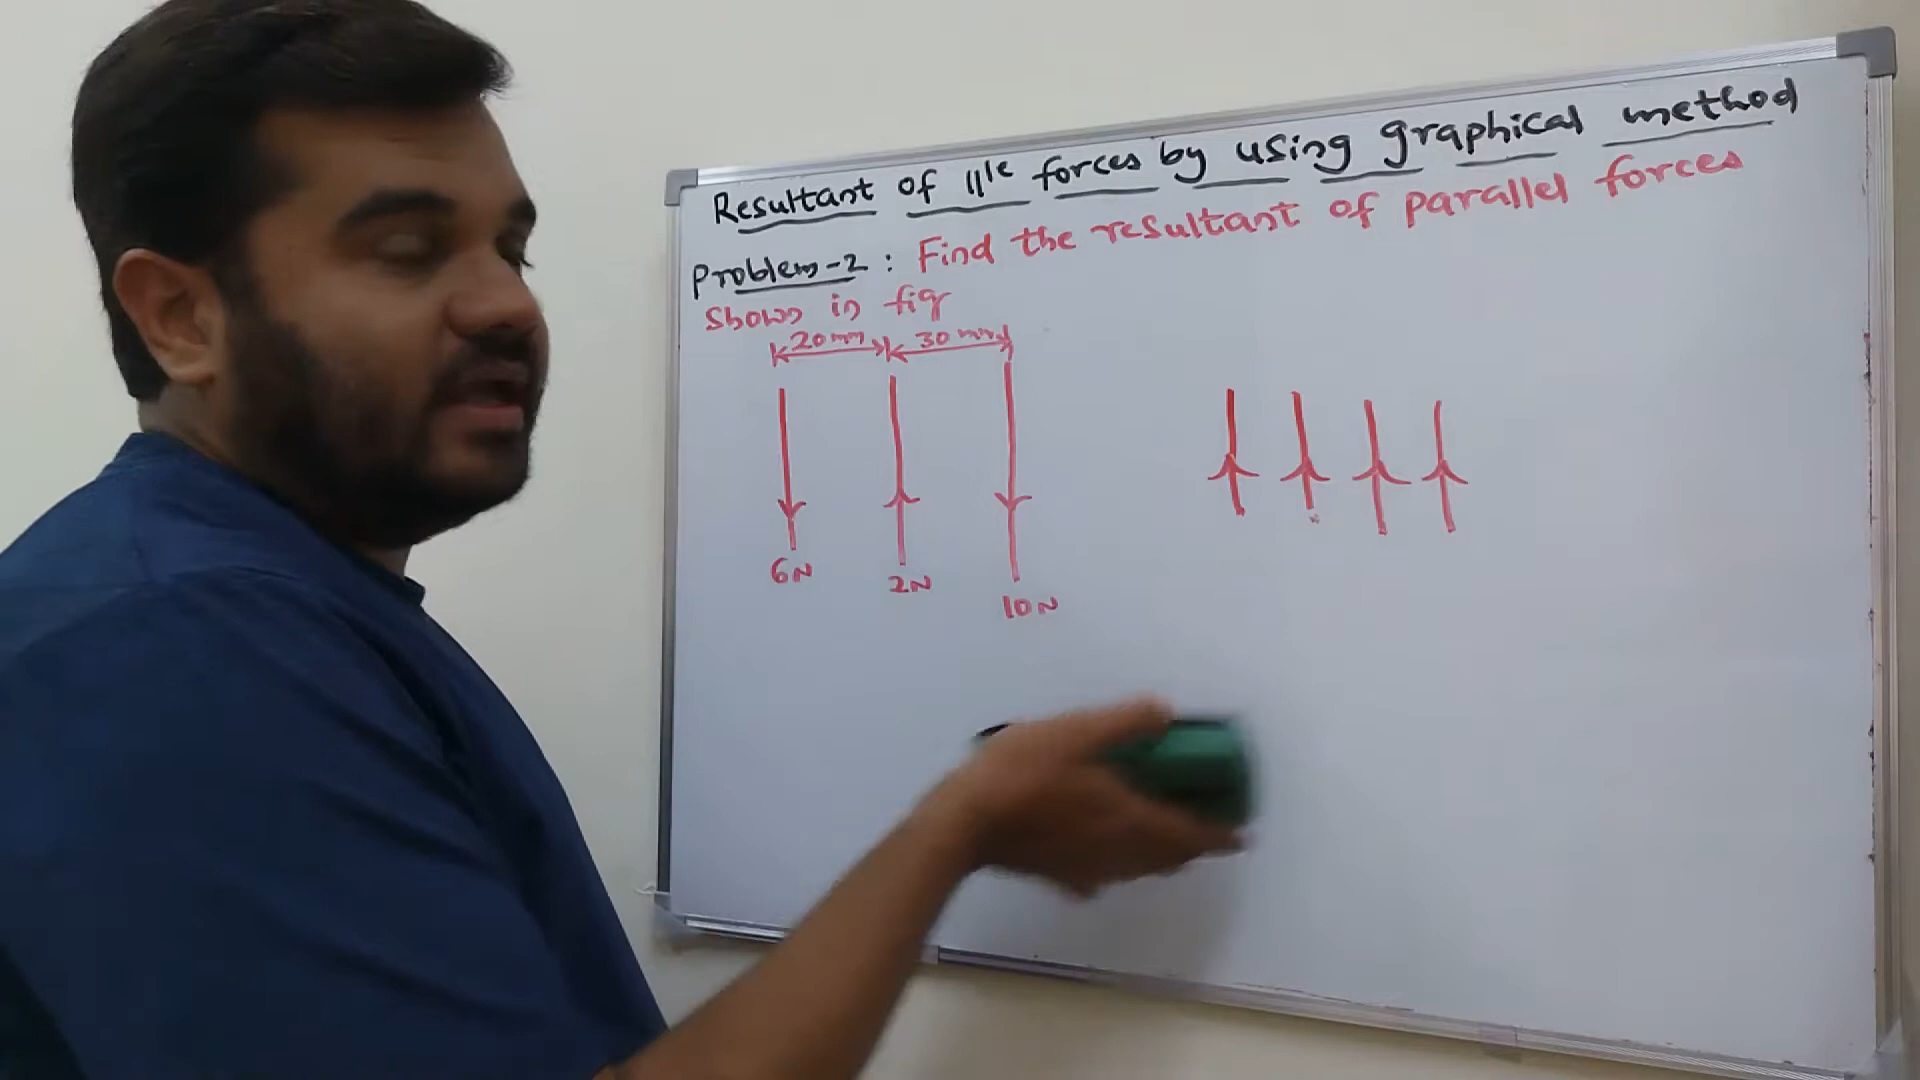 Resultant of ||le forces by using graphical method
Problem-2 : Find the resultant of parallel forces
Shown in fig
20mm 30mm
6N
2N
10N